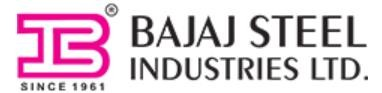 B®
BAJAJ STEEL
INDUSTRIES LTD.
SINCE 1961